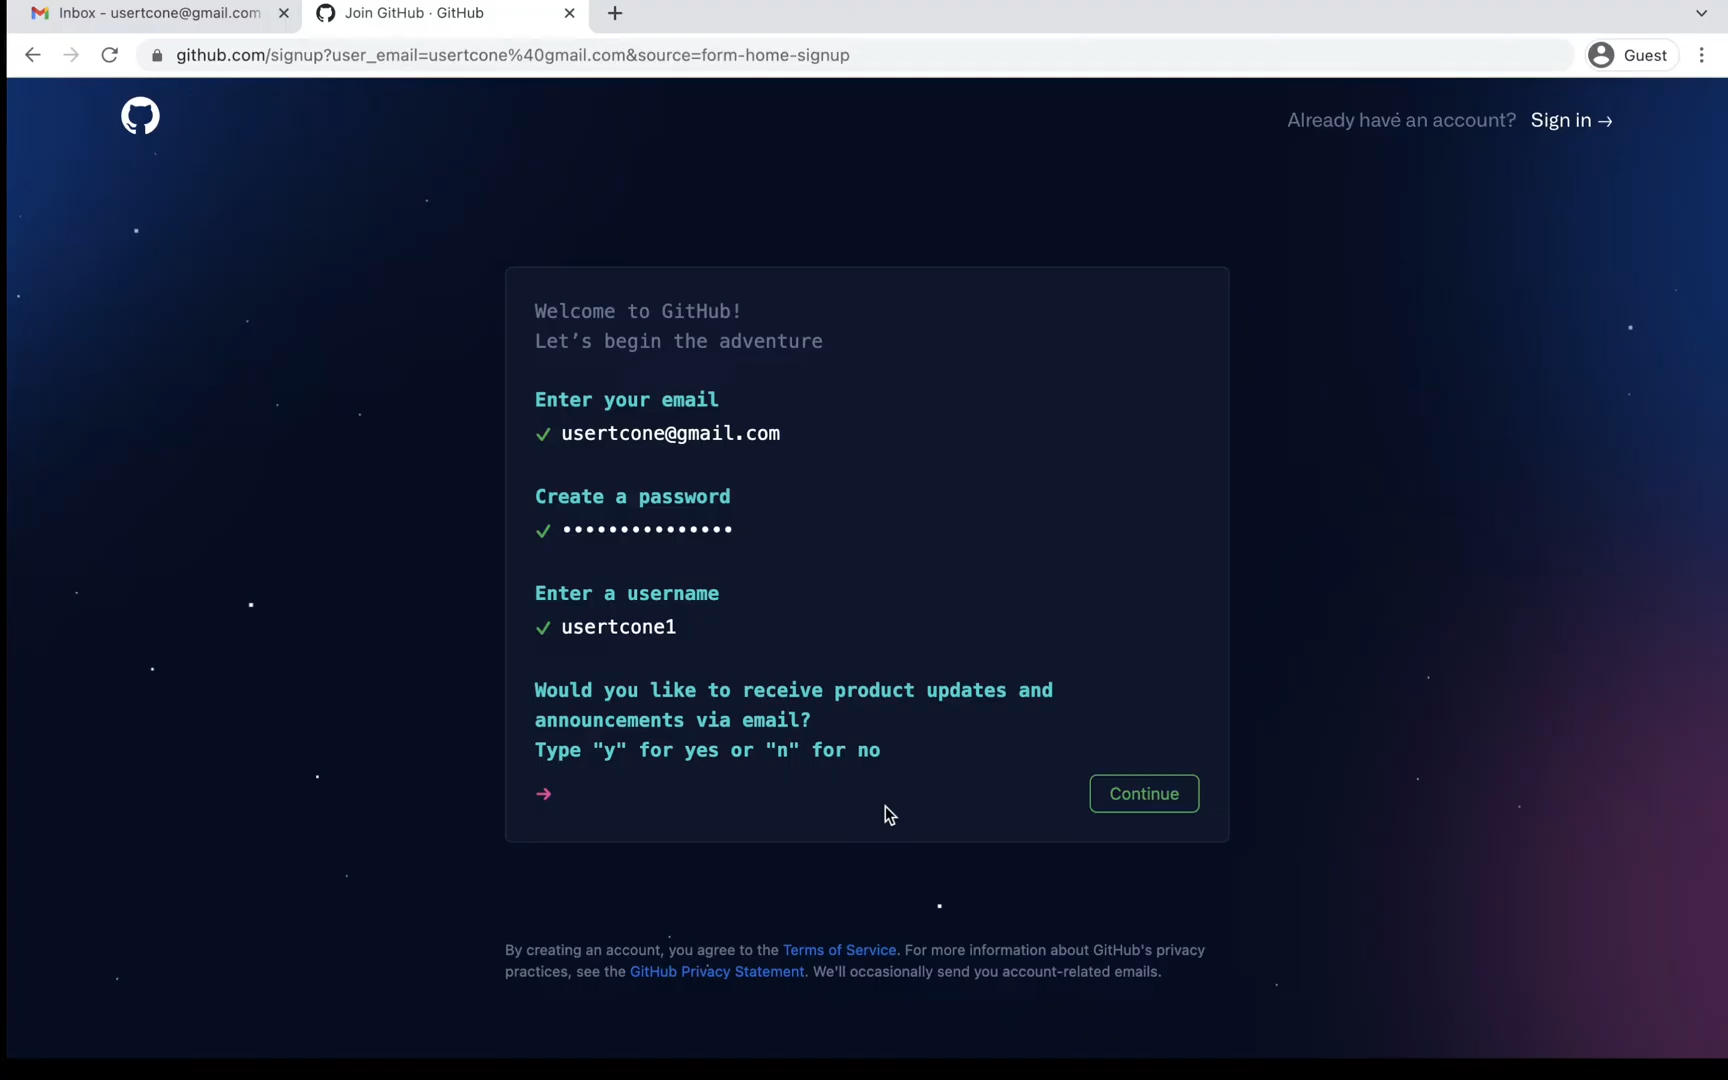 Inbox - usertcone@gmail.com
Join GitHub · GitHub
github.com/signup?user_email=usertcone%40gmail.com&source=form-home-signup
Guest
Already have an account? Sign in →
Welcome to GitHub!
Let’s begin the adventure
Enter your email
✓ usertcone@gmail.com
Create a password
✓ •••••••••••••••
Enter a username
✓ usertcone1
Would you like to receive product updates and
announcements via email?
Type "y" for yes or "n" for no
→ Continue
By creating an account, you agree to the Terms of Service. For more information about GitHub's privacy
practices, see the GitHub Privacy Statement. We'll occasionally send you account-related emails.